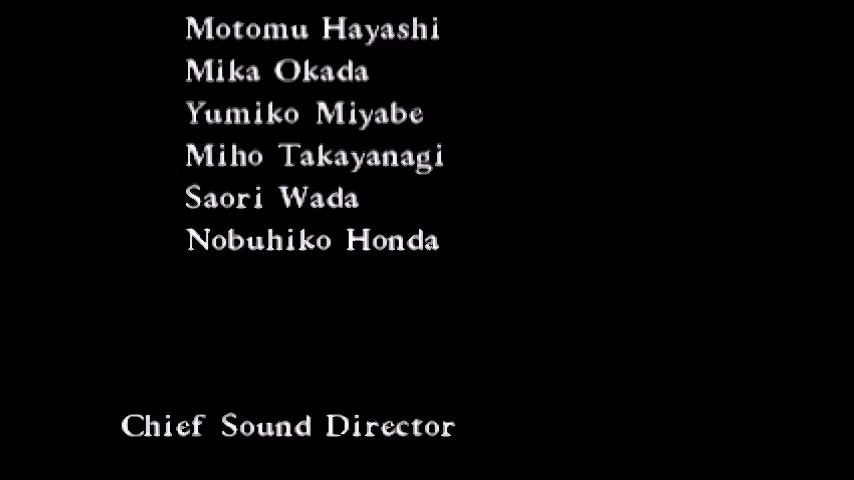 Motomu Hayashi
Mika Okada
Yumiko Miyabe
Miho Takayanagi
Saori Wada
Nobuhiko Honda
Chief Sound Director